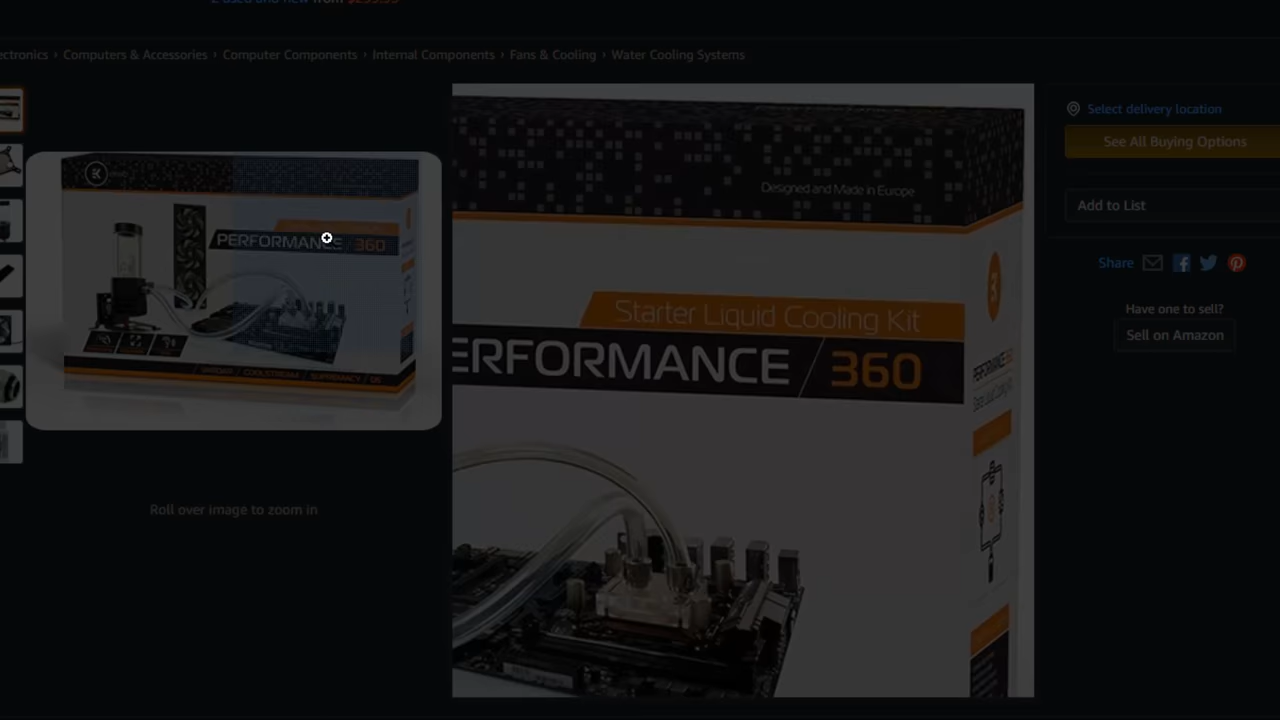 ectronics › Computers & Accessories › Computer Components › Internal Components › Fans & Cooling › Water Cooling Systems
Select delivery location
See All Buying Options
Add to List
Share
Have one to sell?
Sell on Amazon
PERFORMANCE 360
Roll over image to zoom in
Designed and Made in Europe
Starter Liquid Cooling Kit
ERFORMANCE / 360